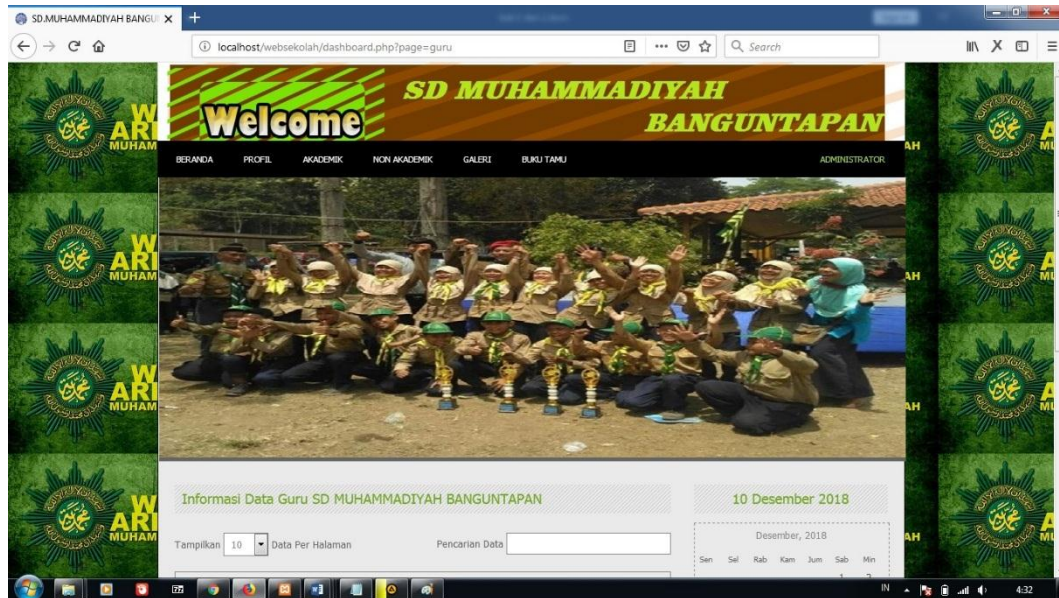 SD.MUHAMMADIYAH BANGU
localhost/websekolah/dashboard.php?page=guru
Search
Welcome
SD MUHAMMADIYAH
BANGUNTAPAN
BERANDA PROFIL AKADEMIK NON AKADEMIK GALERI BUKU TAMU ADMINISTRATOR
Informasi Data Guru SD MUHAMMADIYAH BANGUNTAPAN
10 Desember 2018
Tampilkan 10 Data Per Halaman
Pencarian Data
Desember, 2018
Sen Sel Rab Kam Jum Sab Min
1 2
IN 4:32